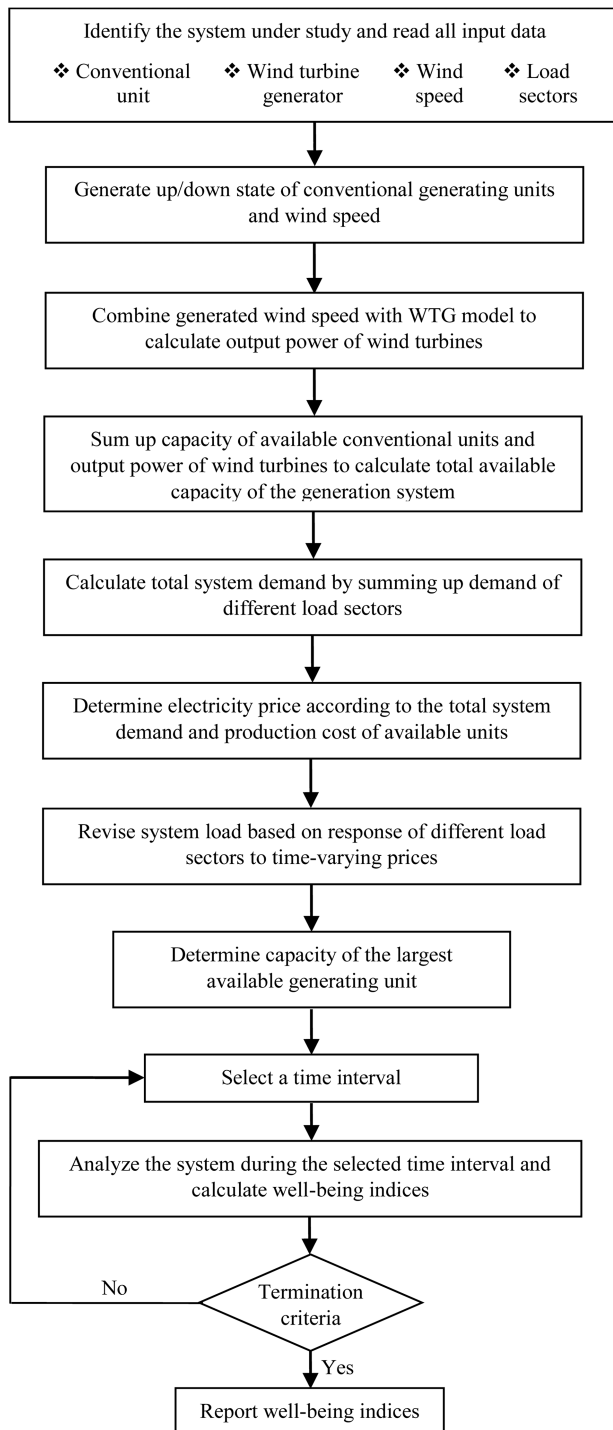 Identify the system under study and read all input data
❖ Conventional unit
❖ Wind turbine generator
❖ Wind speed
❖ Load sectors
Generate up/down state of conventional generating units
and wind speed
Combine generated wind speed with WTG model to
calculate output power of wind turbines
Sum up capacity of available conventional units and
output power of wind turbines to calculate total available
capacity of the generation system
Calculate total system demand by summing up demand of
different load sectors
Determine electricity price according to the total system
demand and production cost of available units
Revise system load based on response of different load
sectors to time-varying prices
Determine capacity of the largest
available generating unit
Select a time interval
Analyze the system during the selected time interval and
calculate well-being indices
No
Termination
criteria
Yes
Report well-being indices